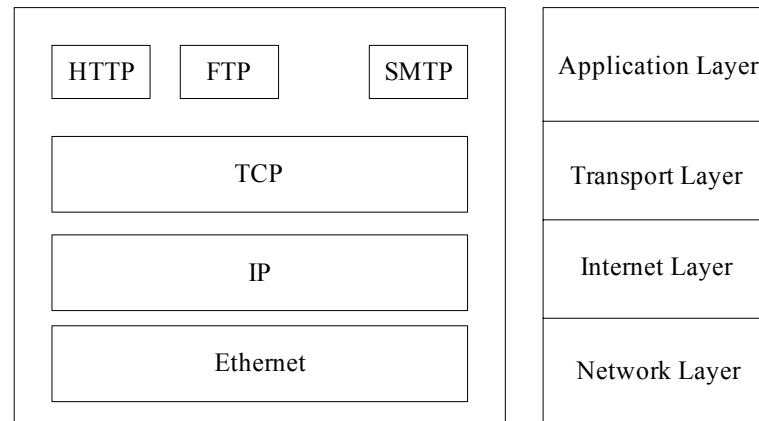 HTTP FTP SMTP
TCP
IP
Ethernet
Application Layer
Transport Layer
Internet Layer
Network Layer